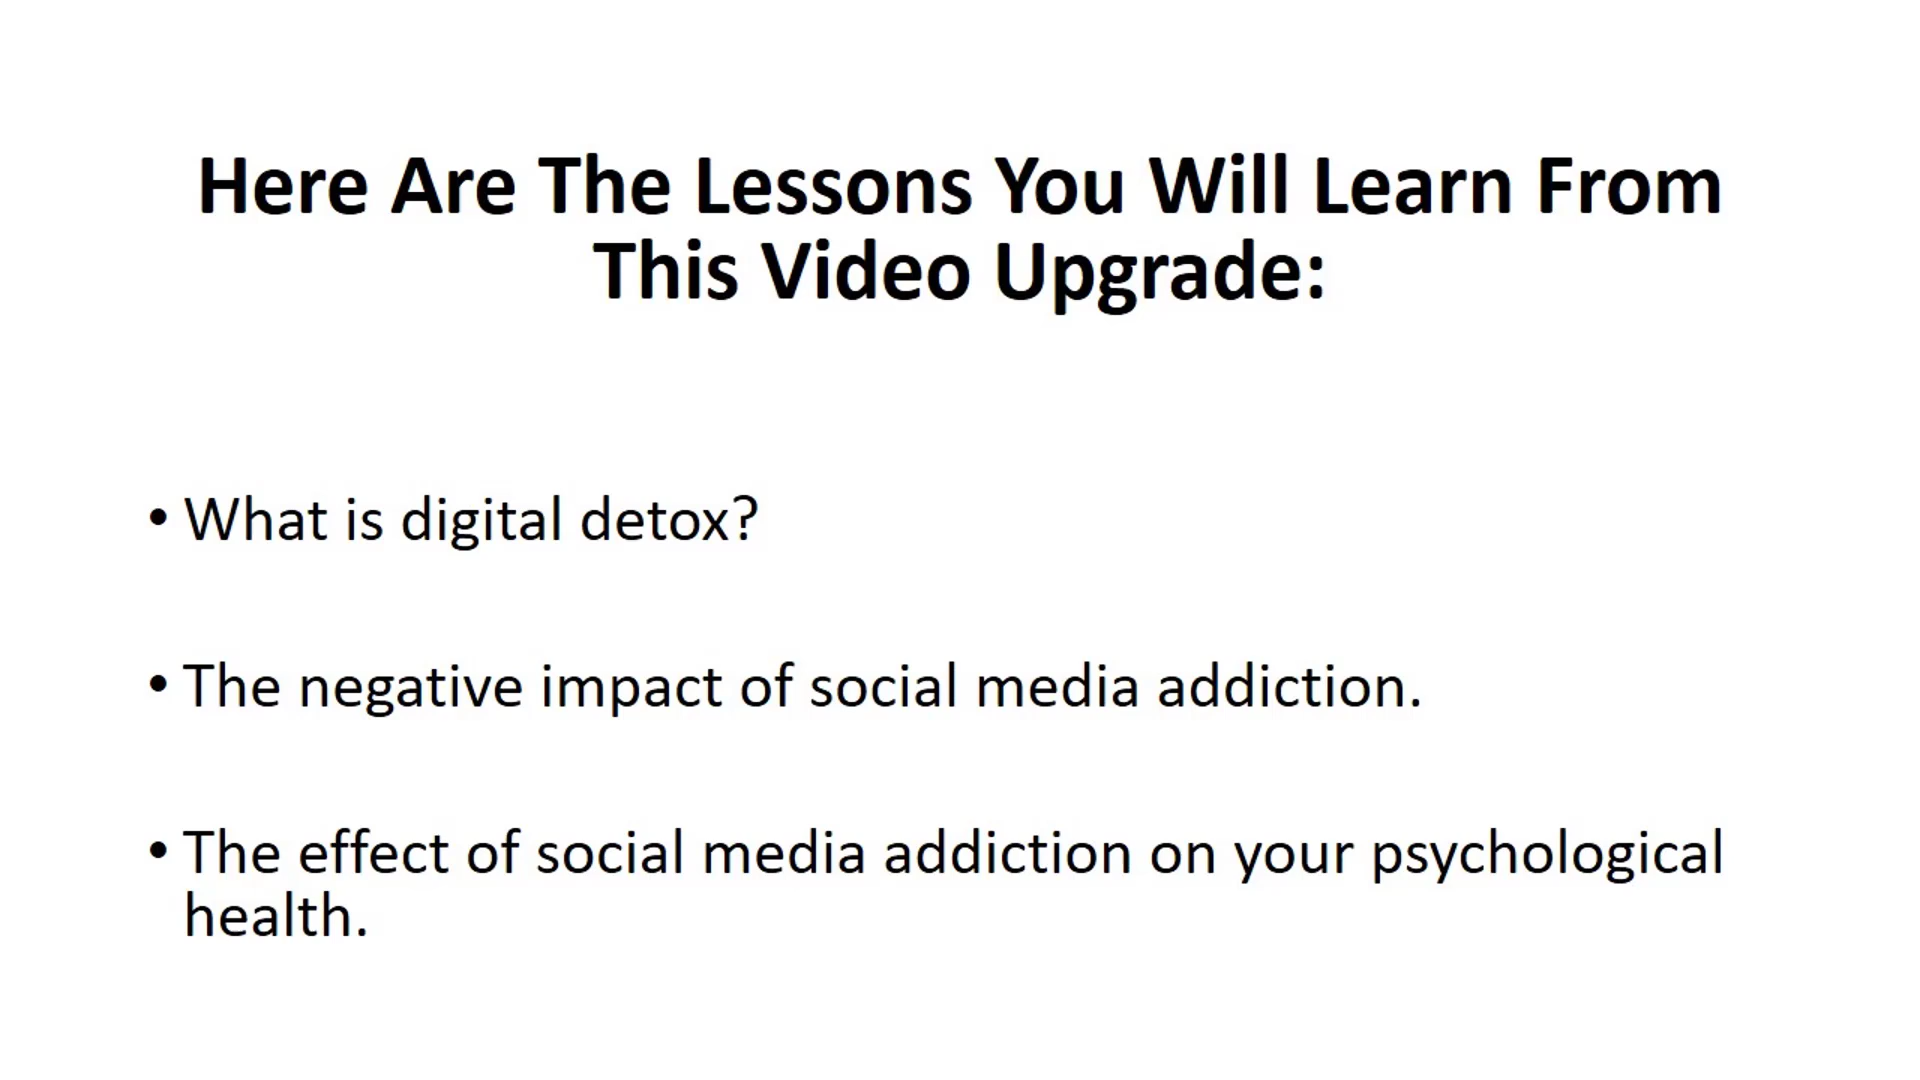 Here Are The Lessons You Will Learn From
This Video Upgrade:
• What is digital detox?
• The negative impact of social media addiction.
• The effect of social media addiction on your psychological
health.